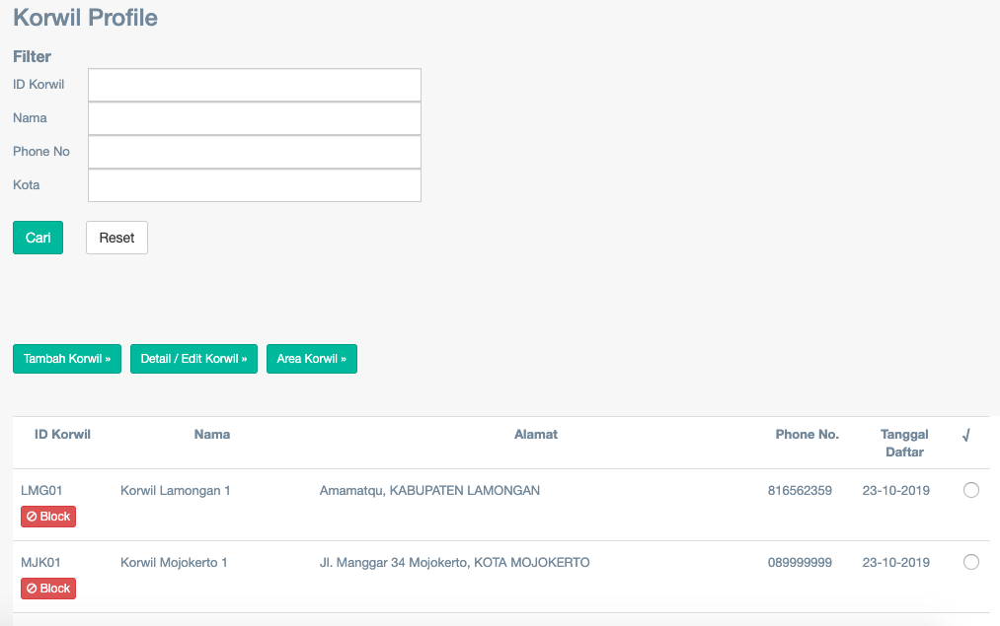 Korwil Profile
Filter
ID Korwil
Nama
Phone No
Kota
Cari Reset
Tambah Korwil » Detail / Edit Korwil » Area Korwil »
ID Korwil Nama Alamat Phone No. Tanggal Daftar √
LMG01 Korwil Lamongan 1 Amamatqu, KABUPATEN LAMONGAN 816562359 23-10-2019
Block
MJK01 Korwil Mojokerto 1 Jl. Manggar 34 Mojokerto, KOTA MOJOKERTO 089999999 23-10-2019
Block